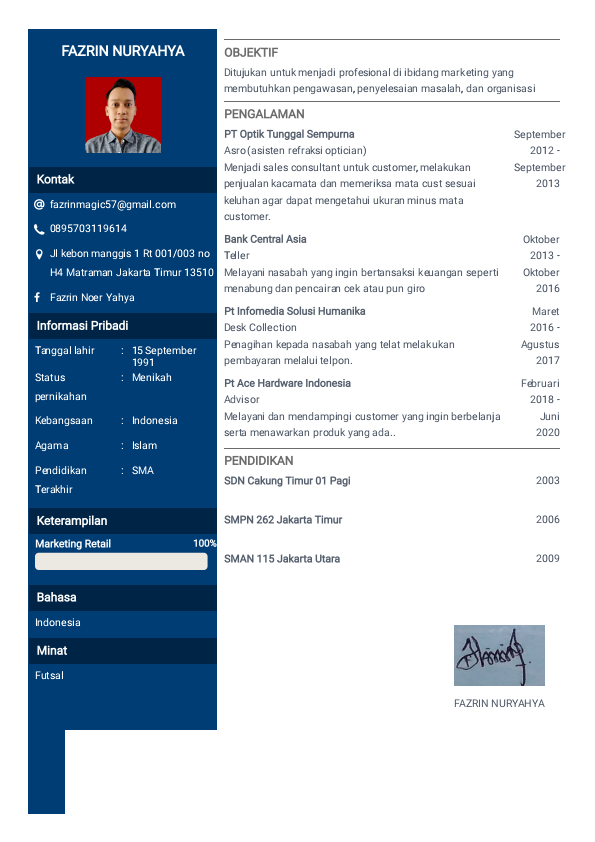 FAZRIN NURYAHYA
Kontak
fazrinmagic57@gmail.com
0895703119614
Jl kebon manggis 1 Rt 001/003 no
H4 Matraman Jakarta Timur 13510
Fazrin Noer Yahya
Informasi Pribadi
Tanggal lahir : 15 September
1991
Status : Menikah
pernikahan
Kebangsaan : Indonesia
Agama : Islam
Pendidikan : SMA
Terakhir
Keterampilan
Marketing Retail 100%
Bahasa
Indonesia
Minat
Futsal
OBJEKTIF
Ditujukan untuk menjadi profesional di ibidang marketing yang
membutuhkan pengawasan, penyelesaian masalah, dan organisasi
PENGALAMAN
PT Optik Tunggal Sempurna September
Asro (asisten refraksi optician) 2012 -
Menjadi sales consultant untuk customer, melakukan September
penjualan kacamata dan memeriksa mata cust sesuai 2013
keluhan agar dapat mengetahui ukuran minus mata
customer.
Bank Central Asia Oktober
Teller 2013 -
Melayani nasabah yang ingin bertansaksi keuangan seperti Oktober
menabung dan pencairan cek atau pun giro 2016
Pt Infomedia Solusi Humanika Maret
Desk Collection 2016 -
Penagihan kepada nasabah yang telat melakukan Agustus
pembayaran melalui telpon. 2017
Pt Ace Hardware Indonesia Februari
Advisor 2018 -
Melayani dan mendampingi customer yang ingin berbelanja Juni
serta menawarkan produk yang ada.. 2020
PENDIDIKAN
SDN Cakung Timur 01 Pagi 2003
SMPN 262 Jakarta Timur 2006
SMAN 115 Jakarta Utara 2009
FAZRIN NURYAHYA